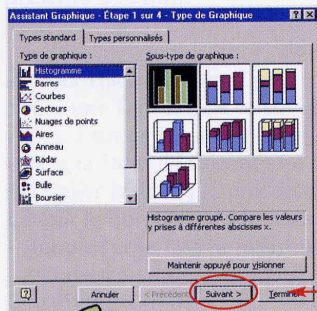 Assistant Graphique - Étape 1 sur 4 - Type de Graphique
Types standard
Types personnalisés
Type de graphique :
Histogramme
Barres
Courbes
Secteurs
Nuages de points
Aires
Anneau
Radar
Surface
Bulle
Boursier
Sous-type de graphique :
Histogramme groupé. Compare les valeurs
y prises à différentes abscisses x.
Maintenir appuyé pour visionner
Annuler
< Précédent
Suivant >
Terminer